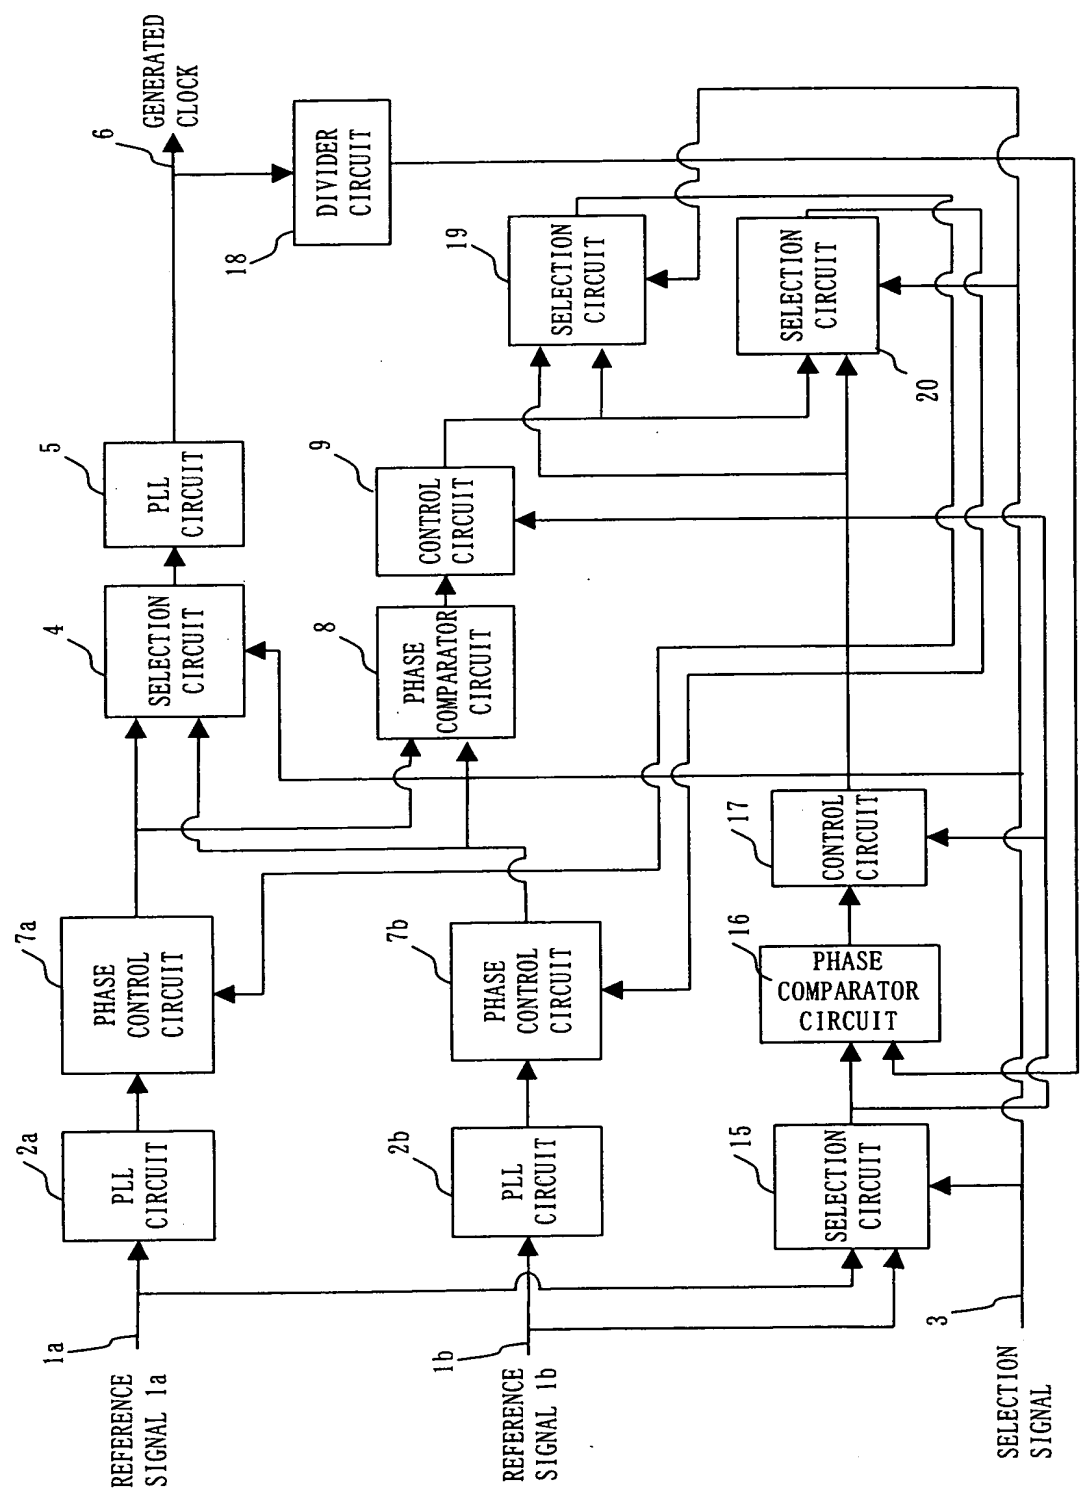 REFERENCE
SIGNAL 1a
1a
2a
PLL
CIRCUIT
7a
PHASE
CONTROL
CIRCUIT
4
SELECTION
CIRCUIT
5
PLL
CIRCUIT
6
GENERATED
CLOCK
18
DIVIDER
CIRCUIT
REFERENCE
SIGNAL 1b
1b
2b
PLL
CIRCUIT
7b
PHASE
CONTROL
CIRCUIT
8
PHASE
COMPARATOR
CIRCUIT
9
CONTROL
CIRCUIT
19
SELECTION
CIRCUIT
SELECTION
CIRCUIT
20
15
SELECTION
CIRCUIT
16
PHASE
COMPARATOR
CIRCUIT
17
CONTROL
CIRCUIT
3
SELECTION
SIGNAL